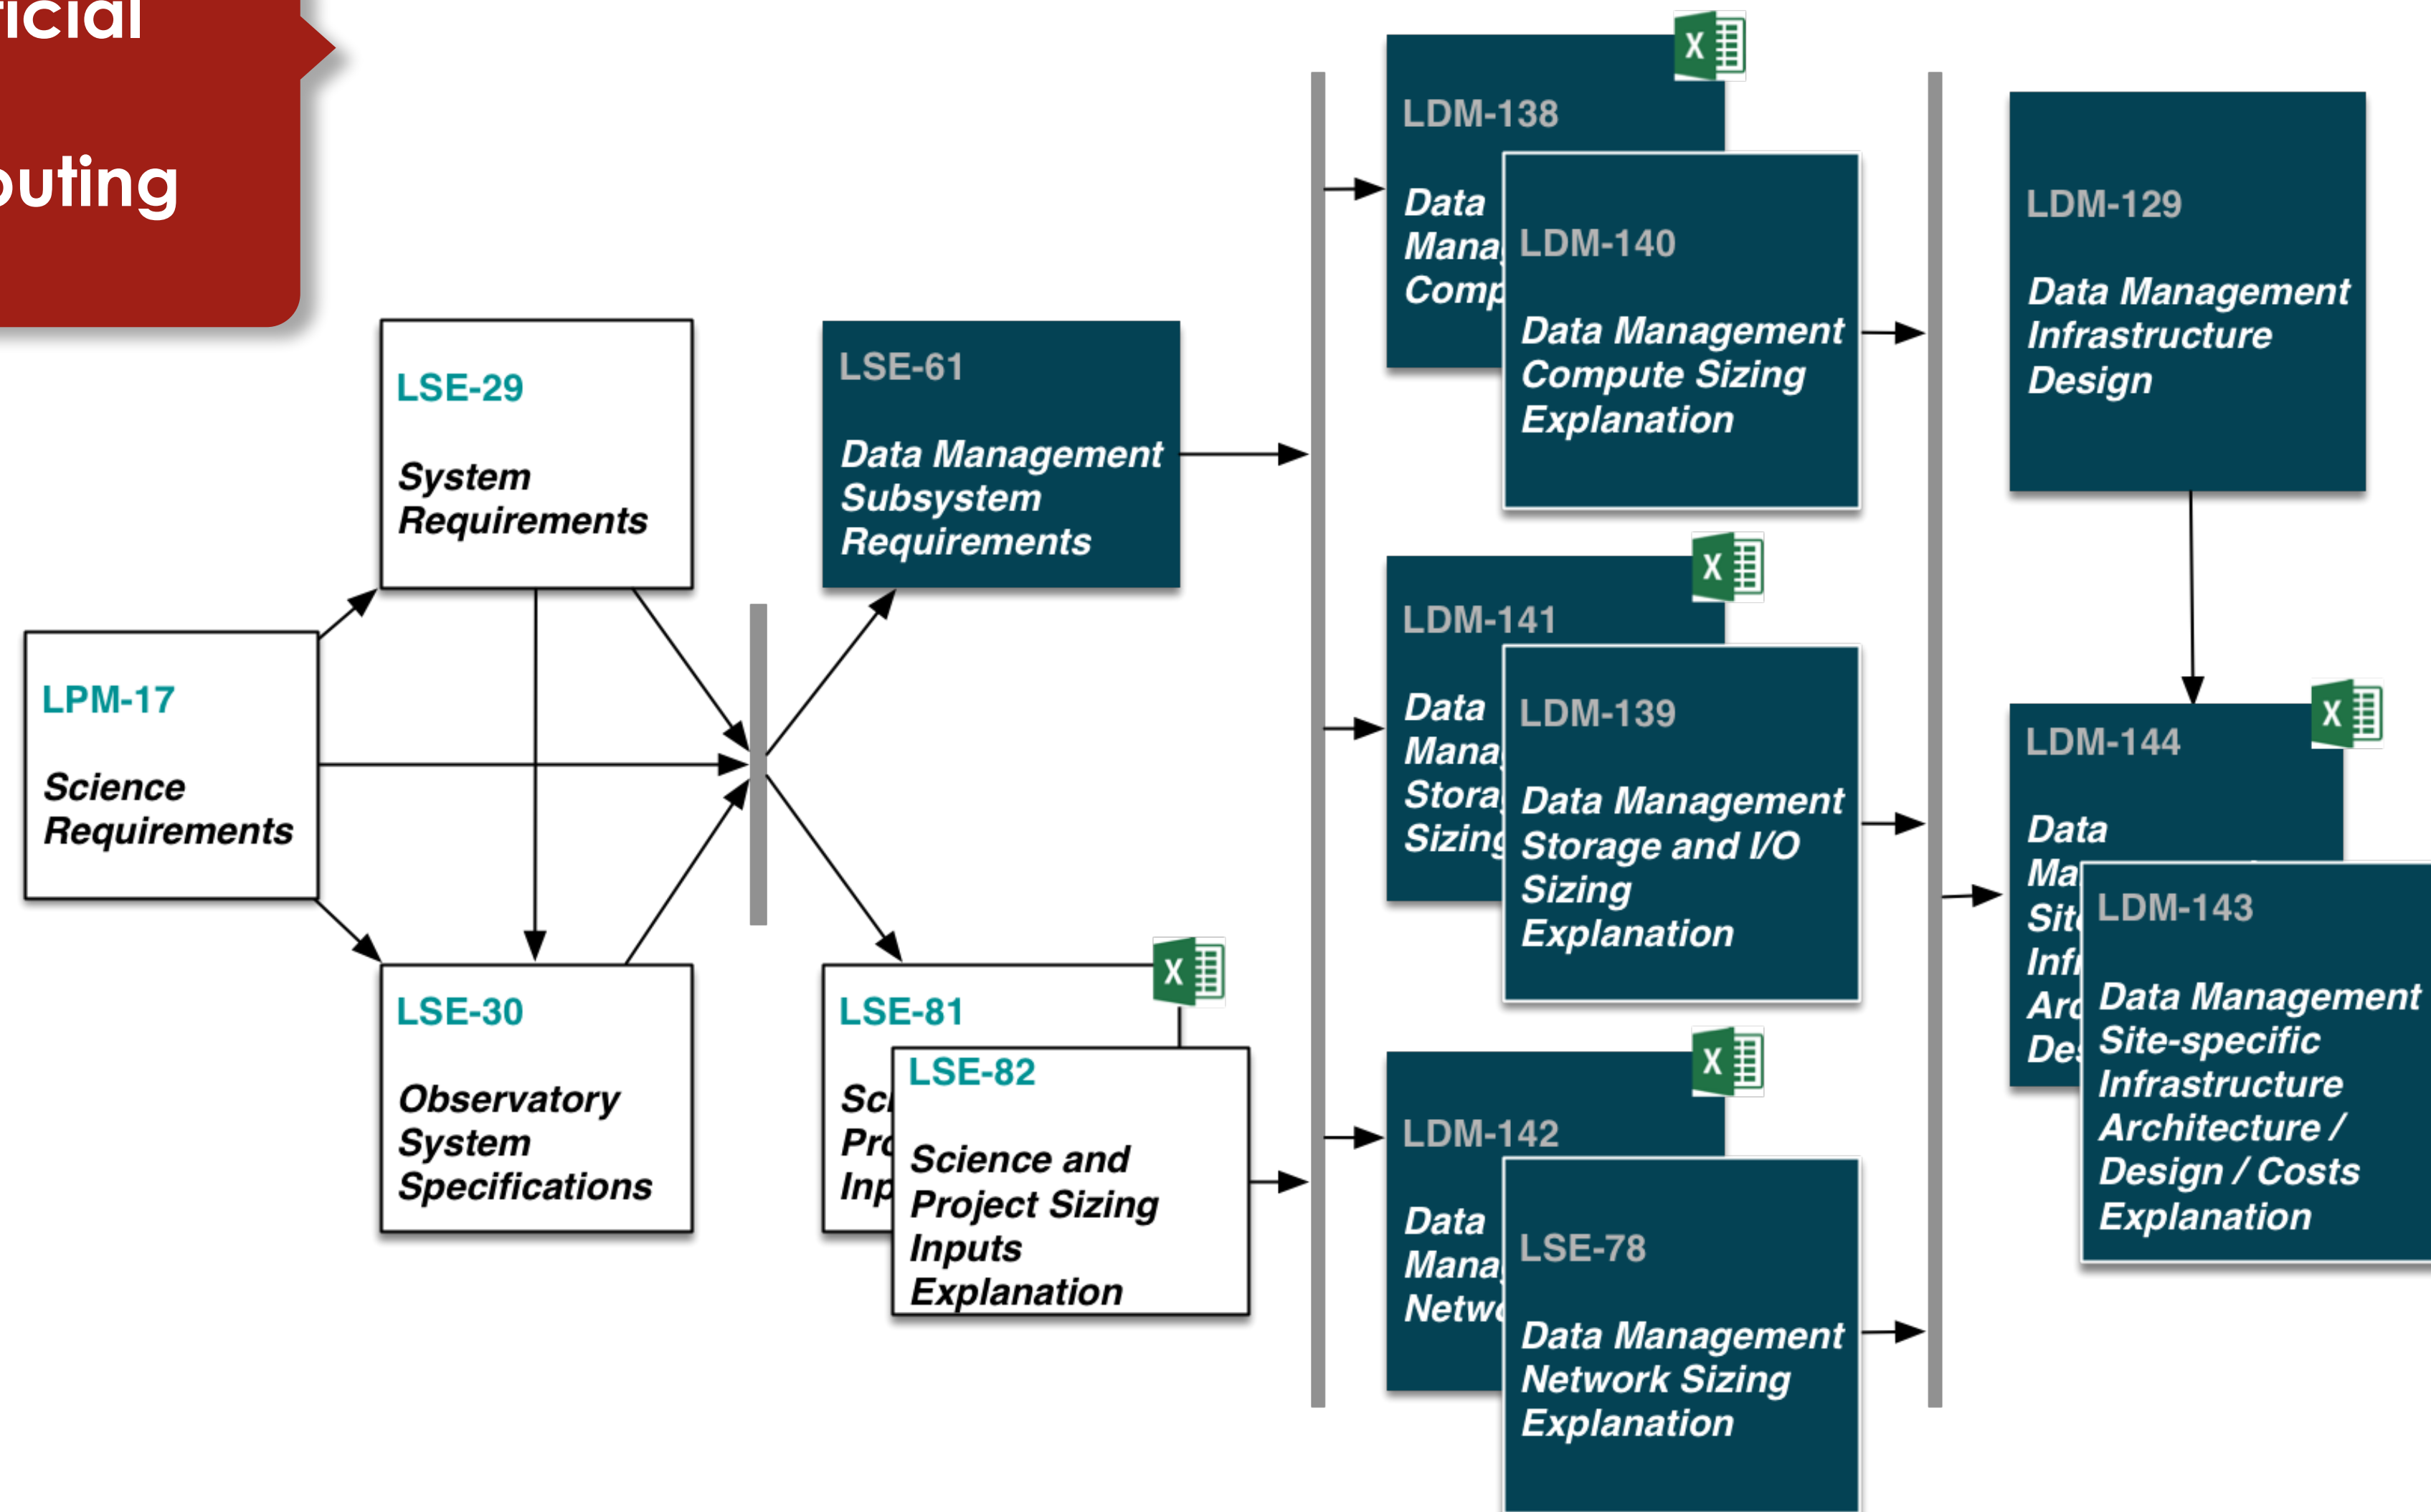 LPM-17
Science
Requirements
LSE-29
System
Requirements
LSE-30
Observatory
System
Specifications
LSE-61
Data Management
Subsystem
Requirements
LSE-81
LSE-82
Science and
Project Sizing
Inputs
Explanation
LDM-138
Data
LDM-140
Data Management
Compute Sizing
Explanation
LDM-141
Data
LDM-139
Data Management
Storage and I/O
Sizing
Explanation
LDM-142
Data
LSE-78
Data Management
Network Sizing
Explanation
LDM-129
Data Management
Infrastructure
Design
LDM-144
Data
LDM-143
Data Management
Site-specific
Infrastructure
Architecture /
Design / Costs
Explanation